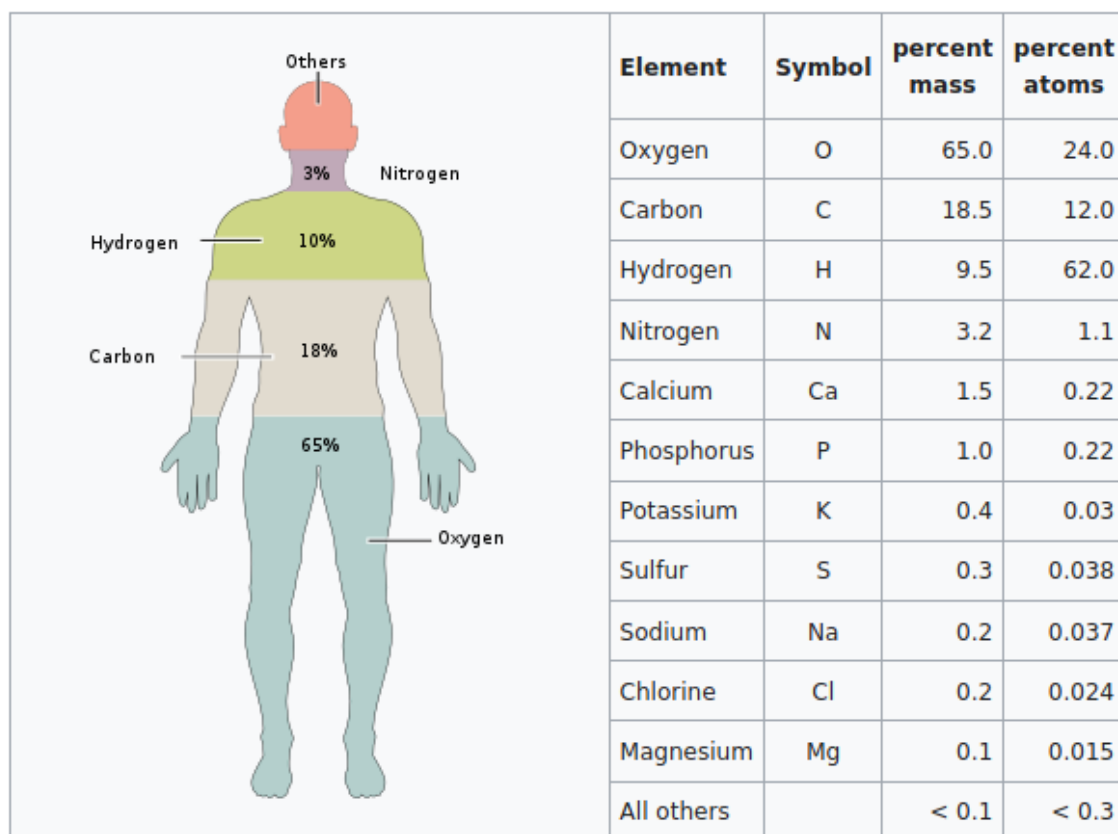 Others
3%
Nitrogen
Hydrogen
10%
Carbon
18%
65%
Oxygen
Element Symbol percent mass percent atoms
Oxygen O 65.0 24.0
Carbon C 18.5 12.0
Hydrogen H 9.5 62.0
Nitrogen N 3.2 1.1
Calcium Ca 1.5 0.22
Phosphorus P 1.0 0.22
Potassium K 0.4 0.03
Sulfur S 0.3 0.038
Sodium Na 0.2 0.037
Chlorine Cl 0.2 0.024
Magnesium Mg 0.1 0.015
All others < 0.1 < 0.3